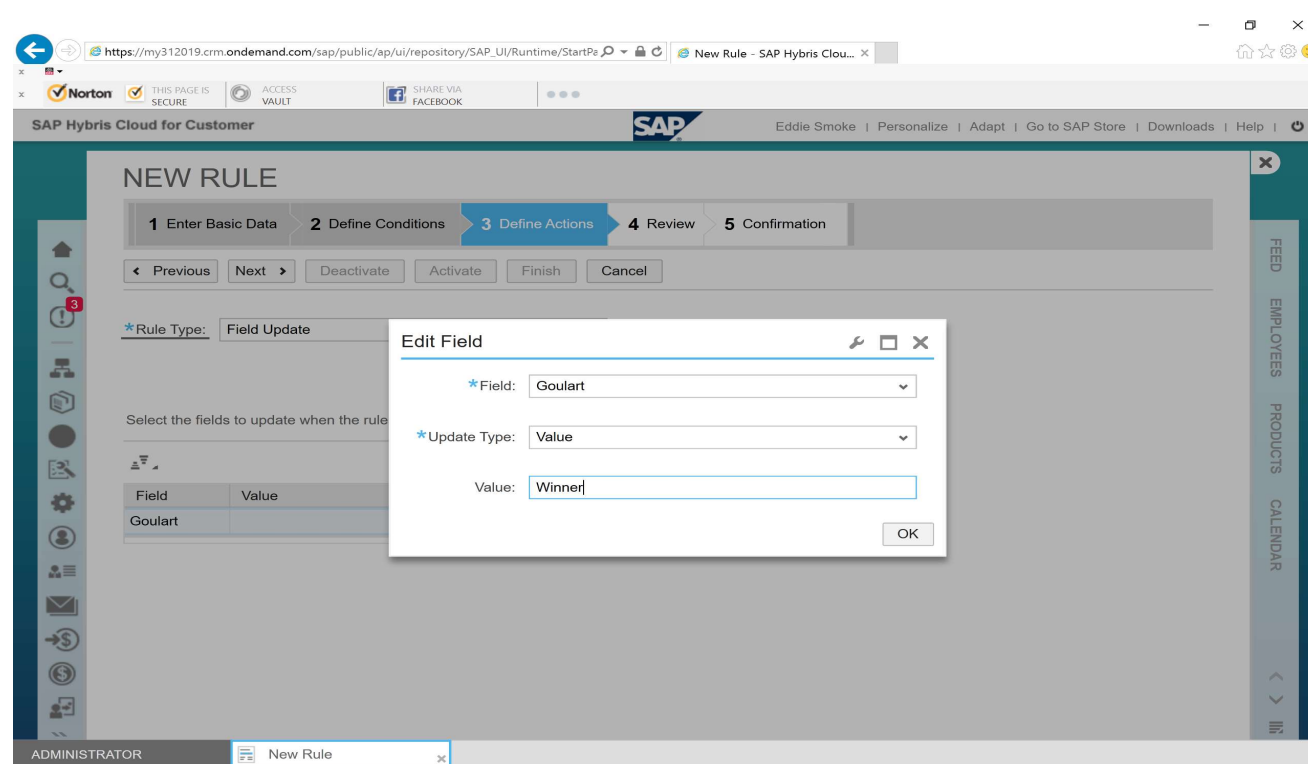 https://my312019.crm.ondemand.com/sap/public/ap/ui/repository/SAP_UI/Runtime/StartPa
New Rule - SAP Hybris Clou...
Norton
THIS PAGE IS SECURE
ACCESS VAULT
SHARE VIA FACEBOOK
SAP Hybris Cloud for Customer
SAP
Eddie Smoke | Personalize | Adapt | Go to SAP Store | Downloads | Help |
NEW RULE
1 Enter Basic Data 2 Define Conditions 3 Define Actions 4 Review 5 Confirmation
Previous Next Deactivate Activate Finish Cancel
3
*Rule Type: Field Update
Edit Field
*Field: Goulart
Select the fields to update when the rule
*Update Type: Value
Value: Winner
Field Value
Goulart
OK
FEED
EMPLOYEES
PRODUCTS
CALENDAR
ADMINISTRATOR
New Rule